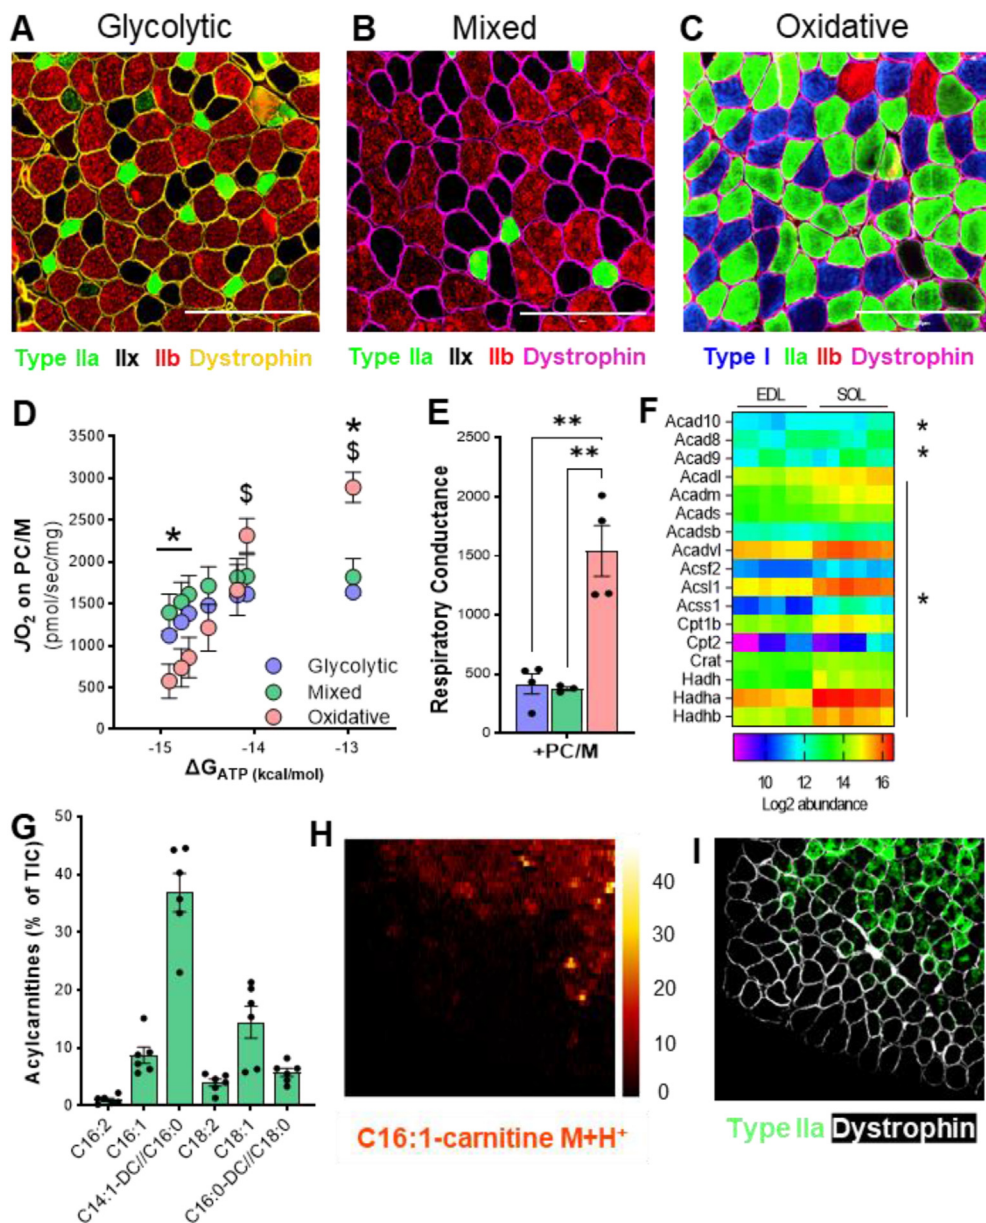 A
Glycolytic
B
Mixed
C
Oxidative
Type IIa IIx IIb Dystrophin
Type IIa IIx IIb Dystrophin
Type I IIa IIb Dystrophin
D
JO2 on PC/M
(pmol/sec/mg)
3500
3000
2500
2000
1500
1000
500
0
*
$
*
$
Glycolytic
Mixed
Oxidative
-15
-14
-13
ΔGATP (kcal/mol)
E
Respiratory Conductance
2500
2000
1500
1000
500
0
**
**
+PC/M
F
EDL
SOL
Acad10
Acad8
Acad9
Acadl
Acadm
Acads
Acadsb
Acadvl
Acsf2
Acsl1
Acss1
Cpt1b
Cpt2
Crat
Hadh
Hadha
Hadhb
*
*
*
10 12 14 16
Log2 abundance
G
Acylcarnitines (% of TIC)
50
40
30
20
10
0
C16:2
C16:1
C14:1-DC//C16:0
C18:2
C18:1
C16:0-DC//C18:0
H
40
30
20
10
0
C16:1-carnitine M+H+
I
Type IIa Dystrophin